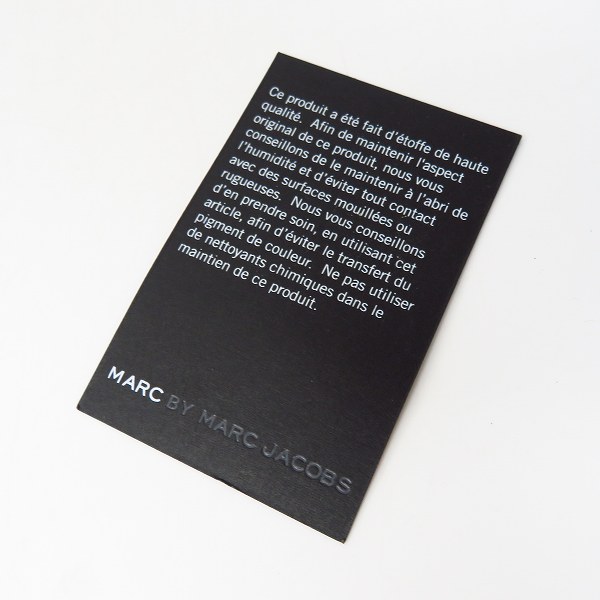 Ce produit a été fait d'étoffe de haute
qualité.  Afin de maintenir l'aspect
original de ce produit, nous vous
conseillons de le maintenir à l'abri de
l'humidité et d'éviter tout contact
avec des surfaces mouillées ou
rugueuses.  Nous vous conseillons
d'en prendre soin, en utilisant cet
article, afin d'éviter le transfert du
pigment de couleur.  Ne pas utiliser
de nettoyants chimiques dans le
maintien de ce produit.
MARC BY MARC JACOBS